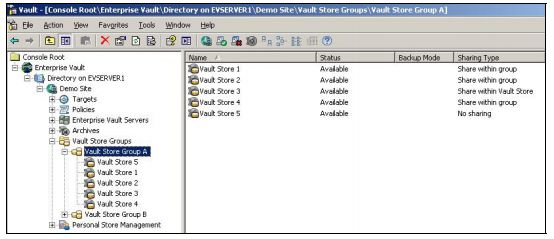 Vault - [Console Root\Enterprise Vault\Directory on EVSERVER1\Demo Site\Vault Store Groups\Vault Store Group A]
File Action View Favorites Tools Window Help
Console Root
Enterprise Vault
Directory on EVSERVER1
Demo Site
Targets
Policies
Enterprise Vault Servers
Archives
Vault Store Groups
Vault Store Group A
Vault Store 5
Vault Store 1
Vault Store 2
Vault Store 3
Vault Store 4
Vault Store Group B
Personal Store Management
Name Status Backup Mode Sharing Type
Vault Store 1 Available Share within group
Vault Store 2 Available Share within group
Vault Store 3 Available Share within Vault Store
Vault Store 4 Available Share within group
Vault Store 5 Available No sharing